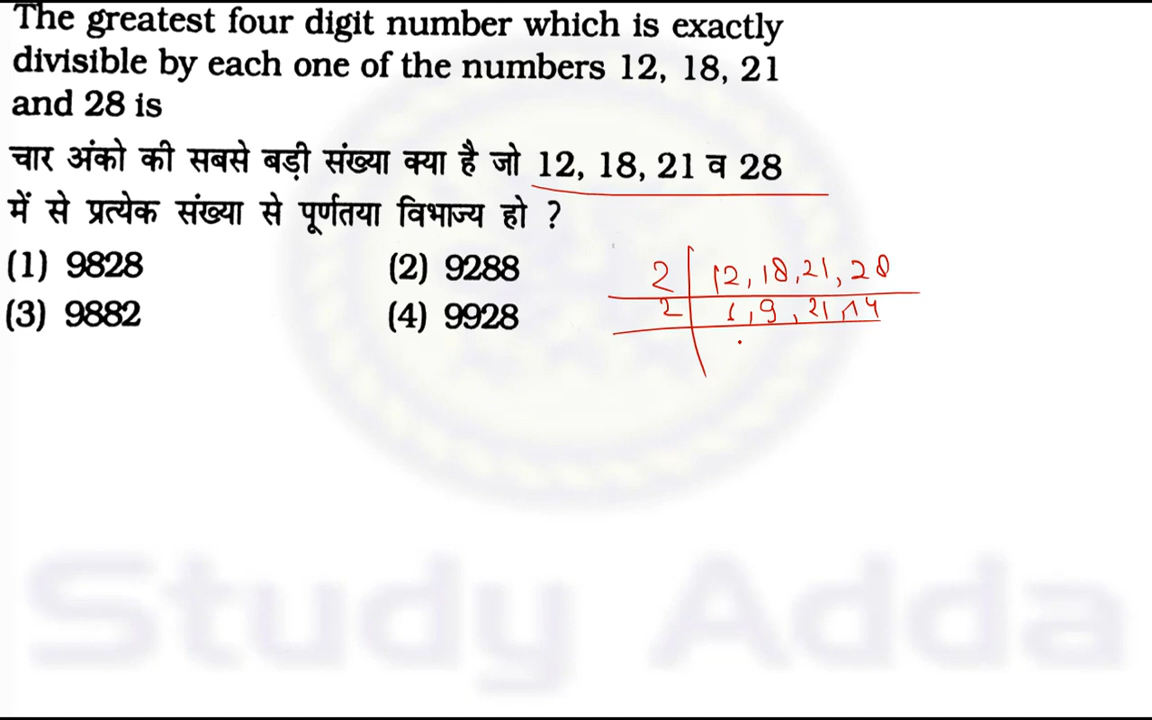 The greatest four digit number which is exactly
divisible by each one of the numbers 12, 18, 21
and 28 is
चार अंको की सबसे बड़ी संख्या क्या है जो 12, 18, 21 व 28
में से प्रत्येक संख्या से पूर्णतया विभाज्य हो ?
(1) 9828 (2) 9288
(3) 9882 (4) 9928
2 12, 18, 21, 28
2 1, 9, 21, 14
Study Adda